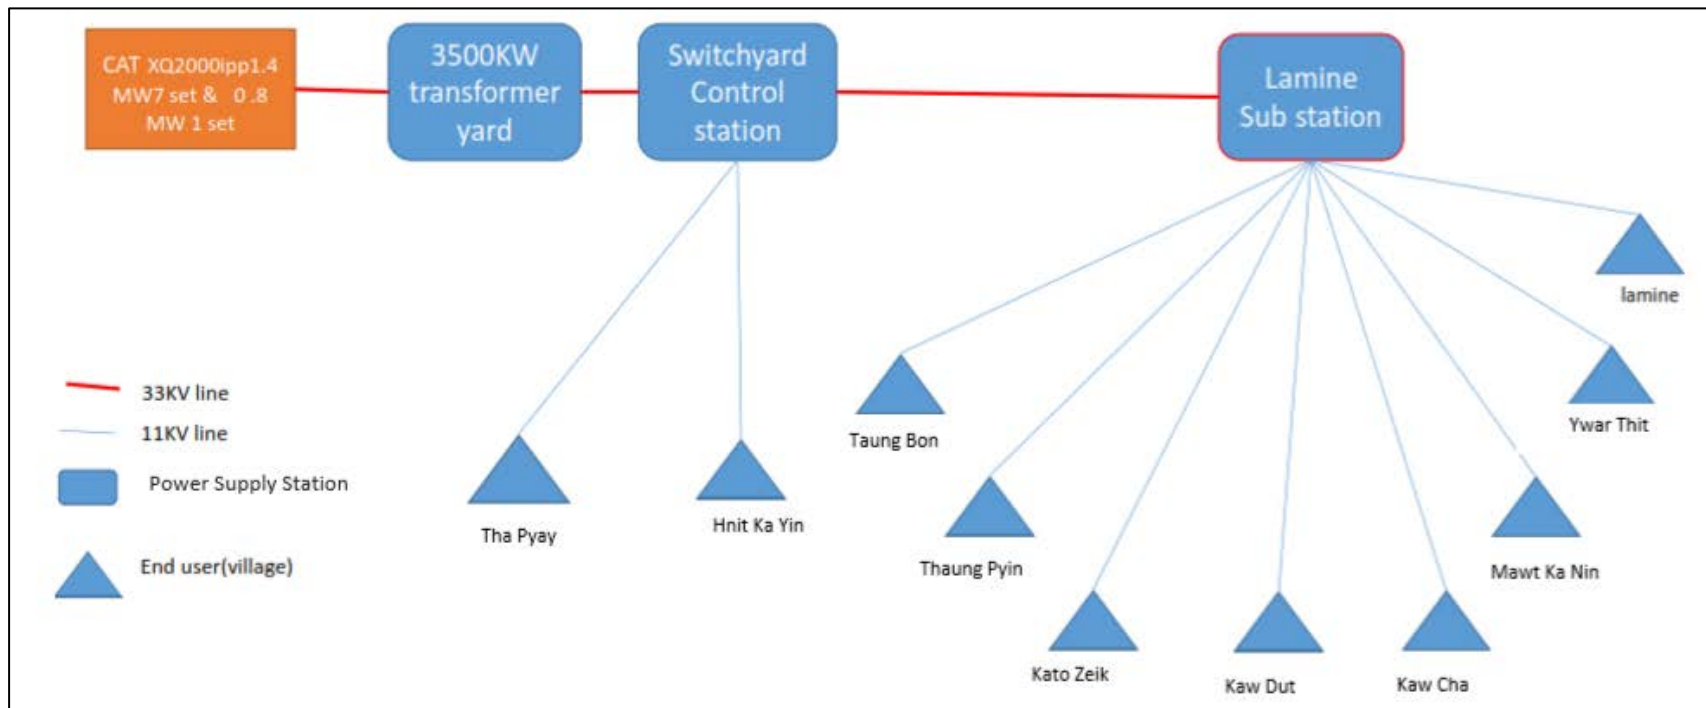 CAT XQ2000ipp1.4
MW7 set & 0 .8
MW 1 set
3500KW
transformer
yard
Switchyard
Control
station
Lamine
Sub station
lamine
Ywar Thit
Taung Bon
Mawt Ka Nin
Thaung Pyin
Kato Zeik
Kaw Dut
Kaw Cha
Tha Pyay
Hnit Ka Yin
33KV line
11KV line
Power Supply Station
End user(village)